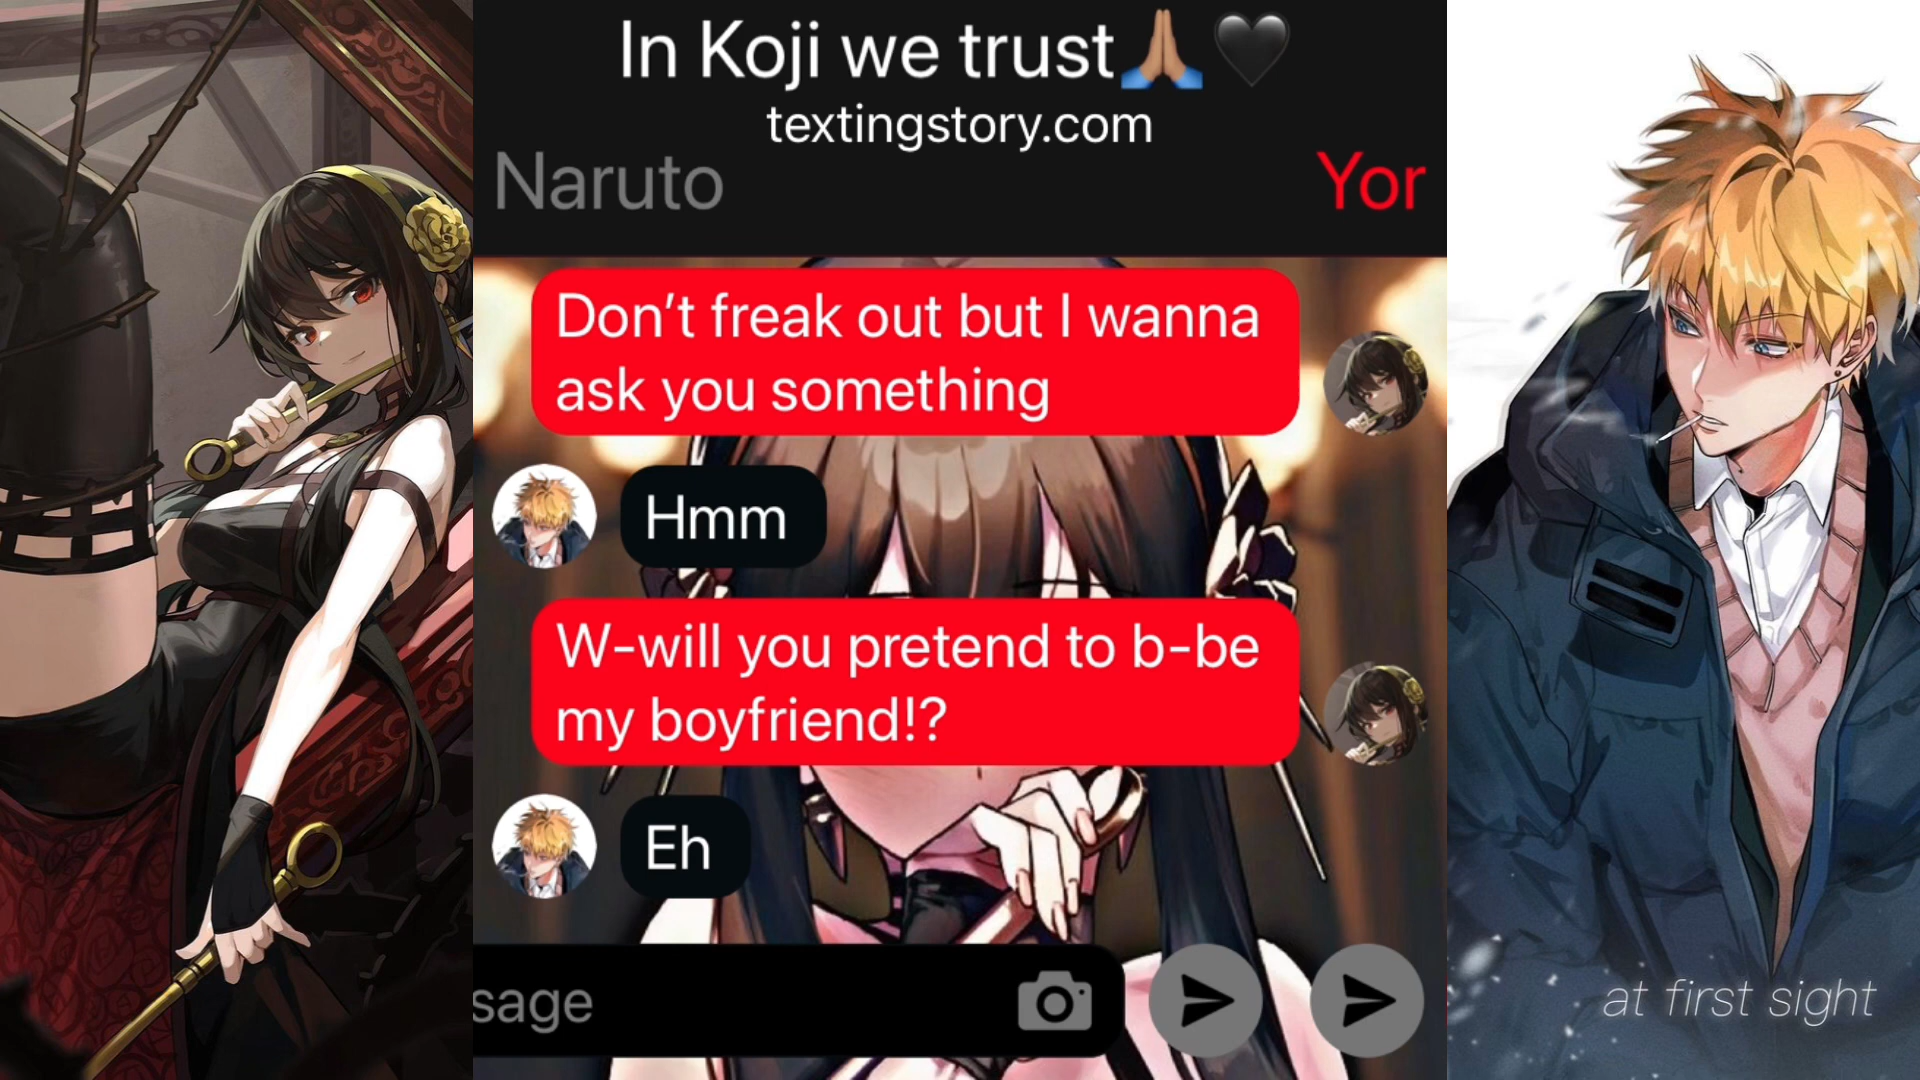 In Koji we trust🙏🏽🖤
textingstory.com
Naruto
Yor
Don’t freak out but I wanna
ask you something
Hmm
W-will you pretend to b-be
my boyfriend!?
Eh
sage
at first sight